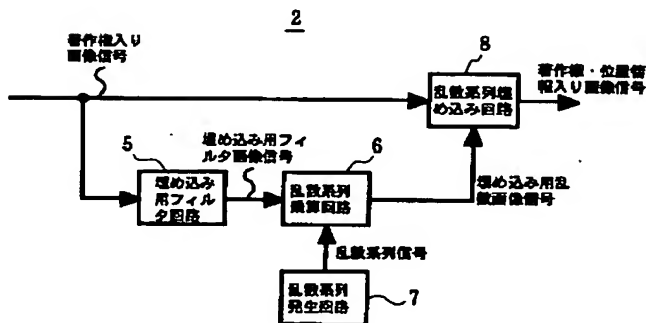 2
著作権入り
画像信号
8
乱数系列埋
め込み回路
著作権・位置情
報入り画像信号
5
埋め込み用フィ
ルタ画像信号
6
埋め込み
用フィル
タ回路
乱数系列
乗算回路
埋め込み用乱
数画像信号
乱数系列信号
乱数系列
発生回路
7